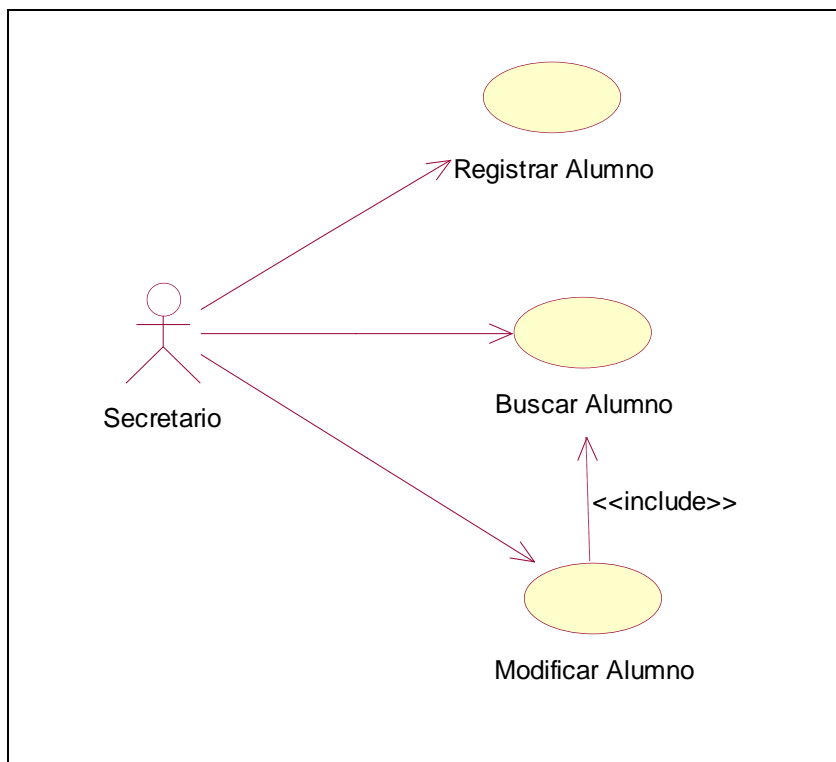 Registrar Alumno
Secretario
Buscar Alumno
<<include>>
Modificar Alumno